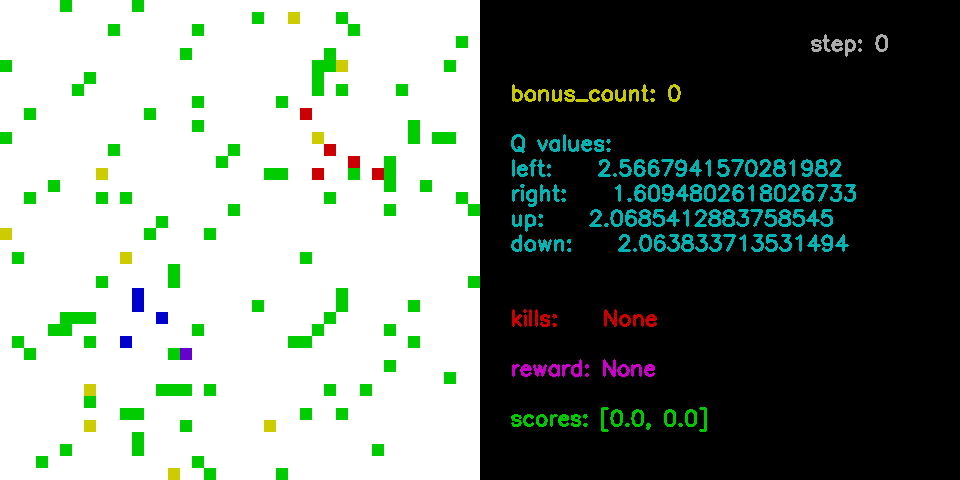 step: 0
bonus_count: 0
Q values:
left: 2.5667941570281982
right: 1.6094802618026733
up: 2.0685412883758545
down: 2.063833713531494
kills: None
reward: None
scores: [0.0, 0.0]